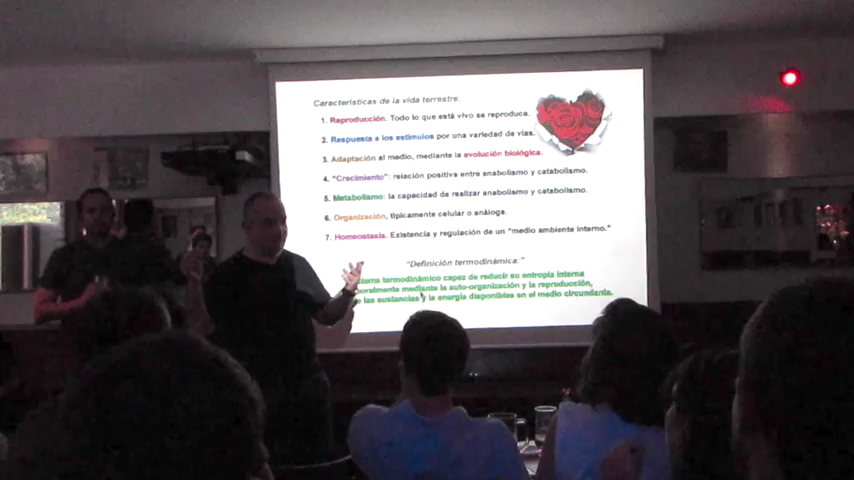 Características de la vida terrestre:
1. Reproducción. Todo lo que está vivo se reproduce.
2. Respuesta a los estímulos por una variedad de vías.
3. Adaptación al medio, mediante la evolución biológica.
4. "Crecimiento": relación positiva entre anabolismo y catabolismo.
5. Metabolismo: la capacidad de realizar anabolismo y catabolismo.
6. Organización, típicamente celular o análoga.
7. Homeostasis. Existencia y regulación de un "medio ambiente interno."
"Definición termodinámica:"
termodinámico capaz de reducir su entropía interna
mediante la auto-organización y la reproducción,
las sustancias y la energía disponibles en el medio circundante.